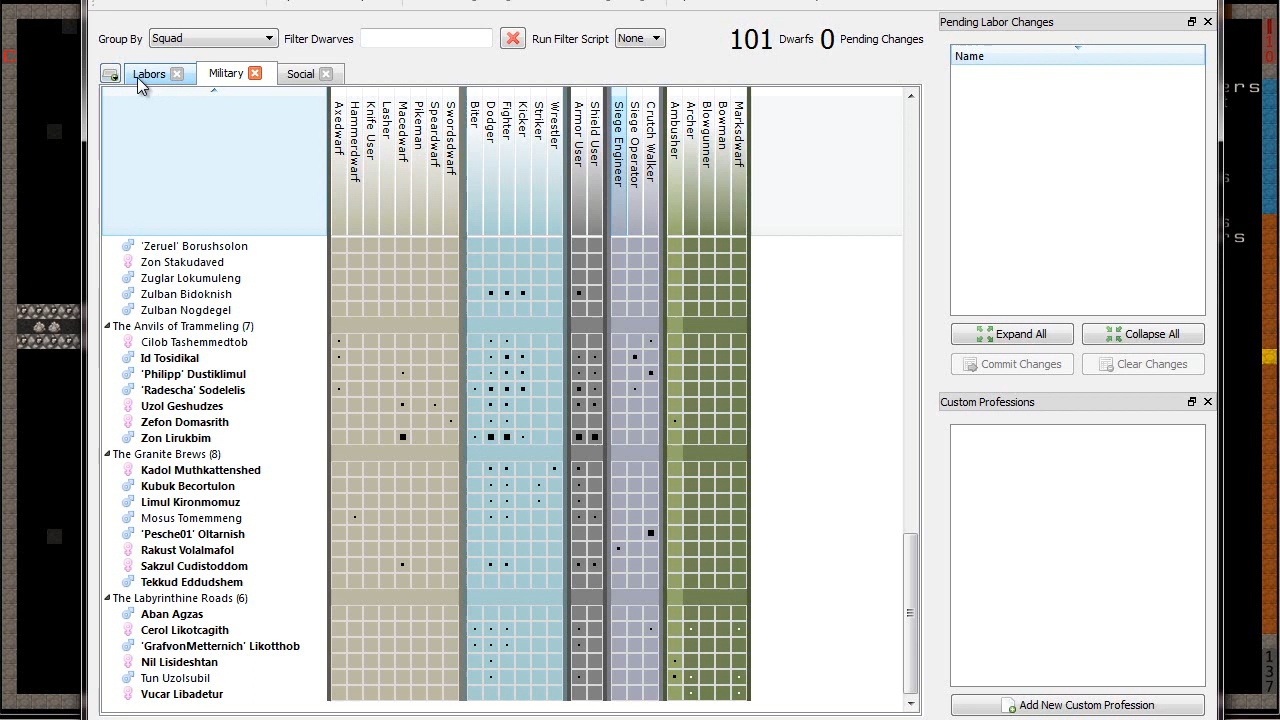 Pending Labor Changes
Group By Squad Filter Dwarves Run Filter Script None 101 Dwarfs 0 Pending Changes
Name
Labors Military Social
Axedwarf
Hammerdwarf
Knife User
Lasher
Macedwarf
Pikeman
Speardwarf
Swordsdwarf
Biter
Dodger
Fighter
Kicker
Striker
Wrestler
Armor User
Shield User
Siege Engineer
Siege Operator
Crutch Walker
Ambusher
Archer
Blowgunner
Bowman
Marksdwarf
'Zeruel' Borushsolon
Zon Stakudaved
Zuglar Lokumuleng
Zulban Bidoknish
Zulban Nogdegel
The Anvils of Trammeling (7)
Cilob Tashemmedtob
Id Tosidikal
'Philipp' Dustiklimul
'Radescha' Sodelelis
Uzol Geshudzes
Zefon Domasrith
Zon Litukbim
The Granite Brews (8)
Kadol Muthkattenshed
Kubuk Becortulon
Limul Kironmomuz
Mosus Tomemmeng
'Pesche01' Oltarnish
Rakust Volalmafol
Sakzul Cudistoddom
Tekkud Eddudshem
The Labyrinthine Roads (6)
Aban Agzas
Cerol Likotcagith
'GrafvonMetternich' Likotthob
Nil Lisideshtan
Tun Uzolsubil
Vucar Libadetur
Expand All Collapse All
Commit Changes Clear Changes
Custom Professions
Add New Custom Profession